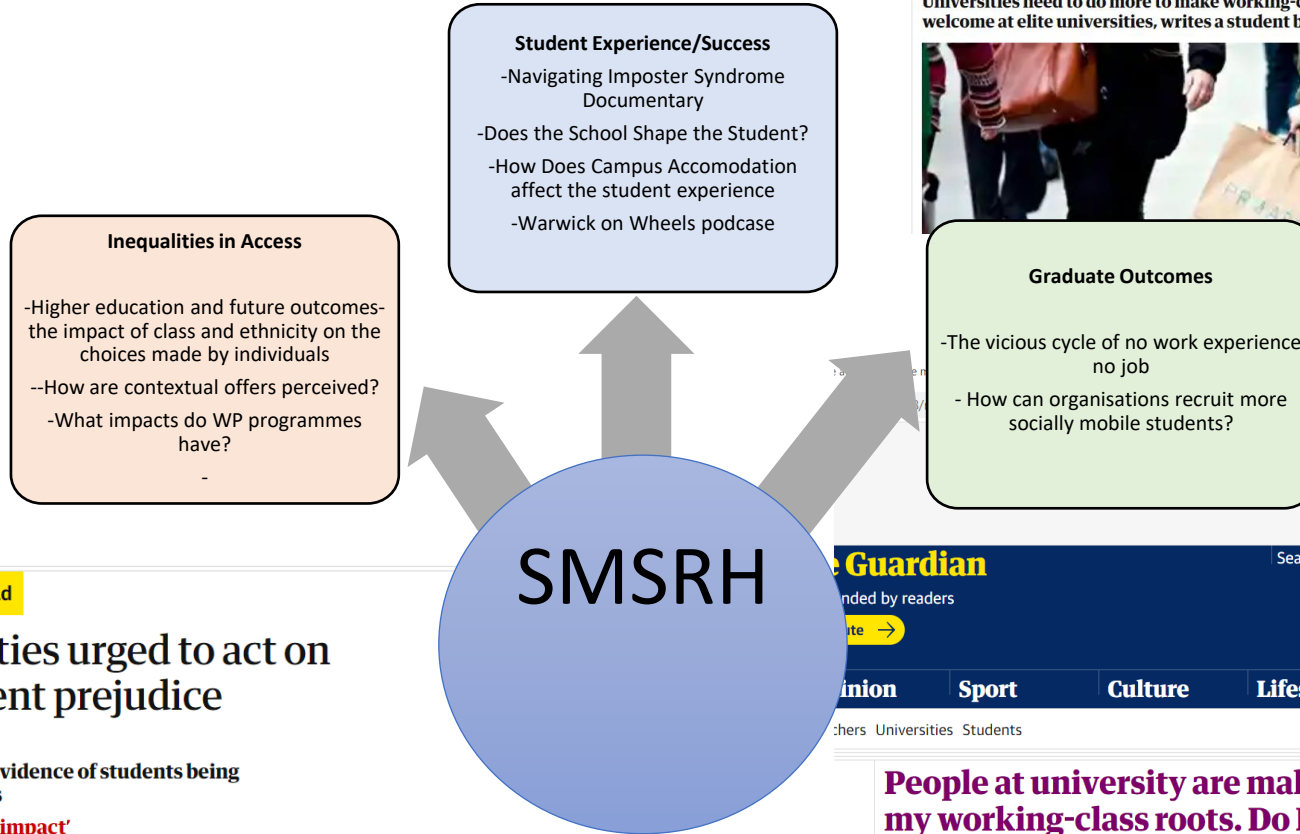 Universities need to do more to make working-
welcome at elite universities, writes a student
Student Experience/Success
-Navigating Imposter Syndrome
Documentary
-Does the School Shape the Student?
-How Does Campus Accomodation
affect the student experience
-Warwick on Wheels podcase
PRIMARK
Inequalities in Access
-Higher education and future outcomes-
the impact of class and ethnicity on the
choices made by individuals
--How are contextual offers perceived?
-What impacts do WP programmes
have?
-
Graduate Outcomes
-The vicious cycle of no work experience
no job
- How can organisations recruit more
socially mobile students?
SMSRH
Guardian
nded by readers
Sea
ute →
inion Sport Culture Lifes
chers Universities Students
People at university are mal
my working-class roots. Do
d
ties urged to act on
ent prejudice
vidence of students being
s
impact'